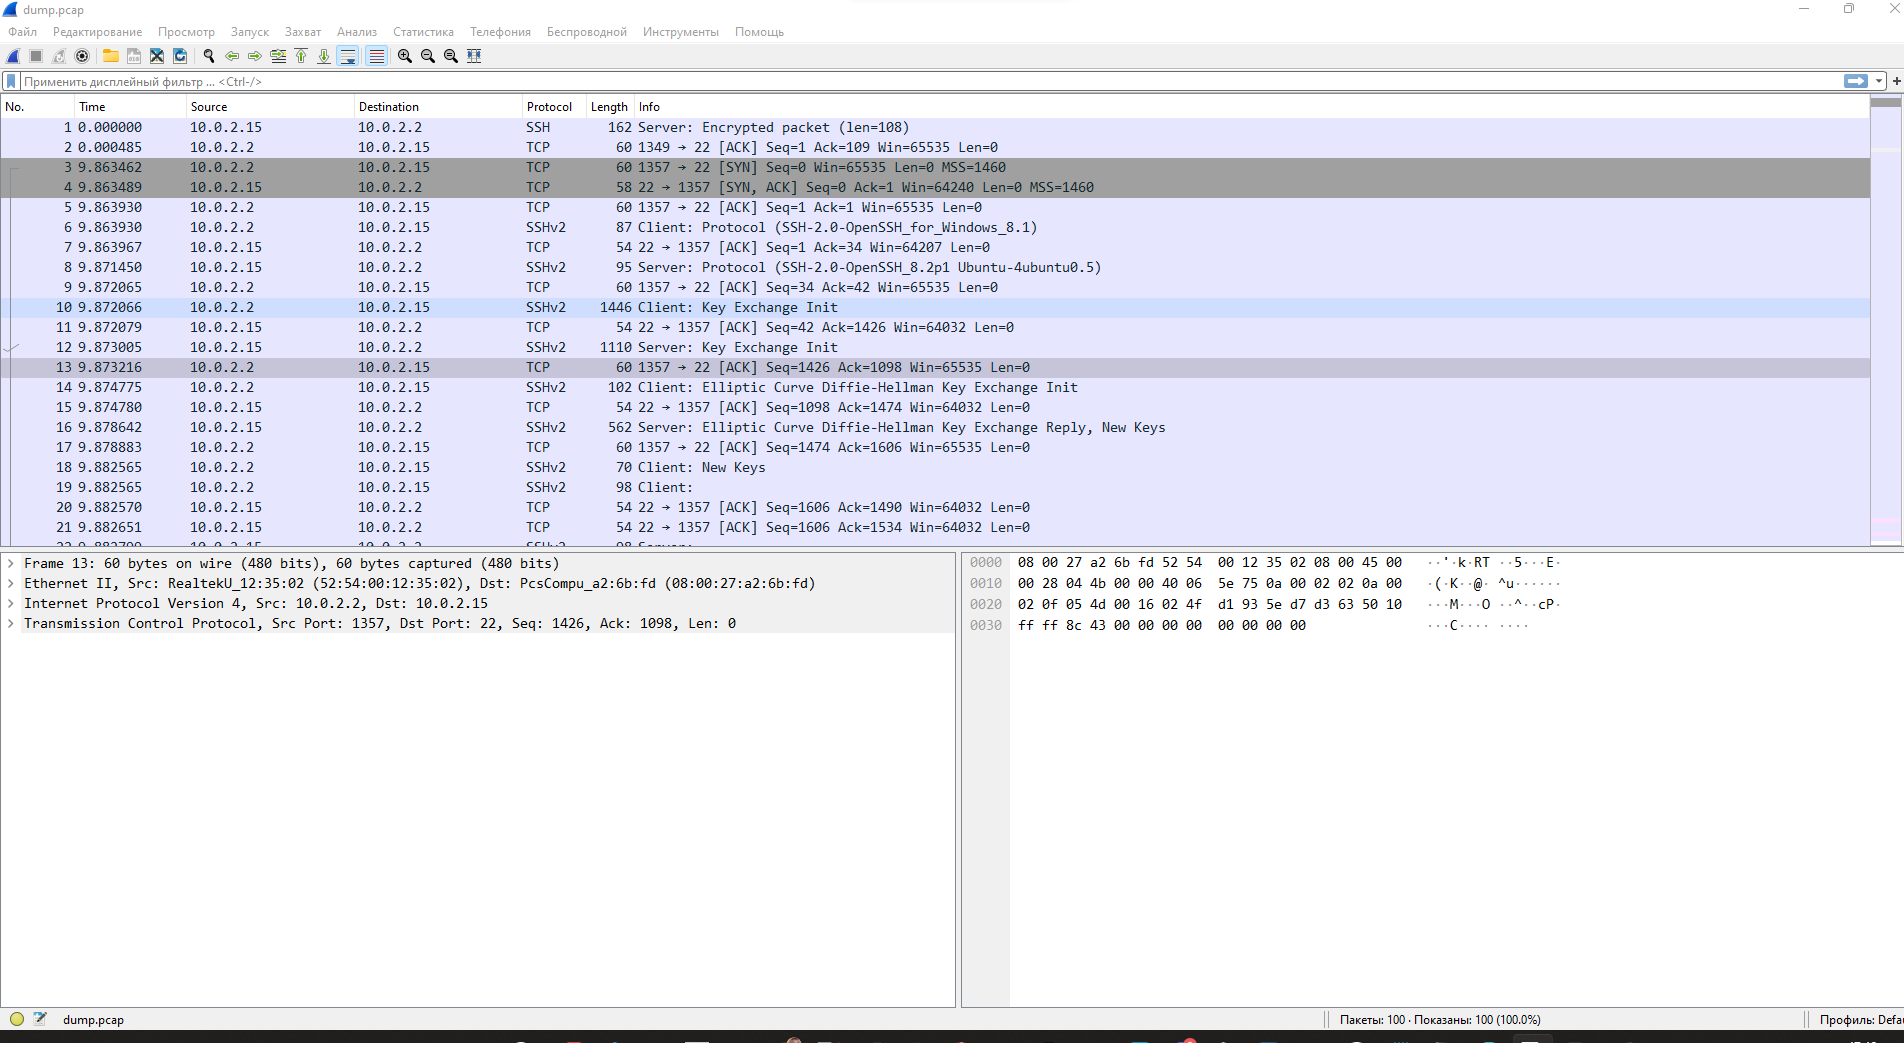 dump.pcap
Файл Редактирование Просмотр Запуск Захват Анализ Статистика Телефония Беспроводной Инструменты Помощь
Применить дисплейный фильтр ... <Ctrl-/>
No. Time Source Destination Protocol Length Info
1 0.000000 10.0.2.15 10.0.2.2 SSH 162 Server: Encrypted packet (len=108)
2 0.000485 10.0.2.2 10.0.2.15 TCP 60 1349 → 22 [ACK] Seq=1 Ack=109 Win=65535 Len=0
3 9.863462 10.0.2.2 10.0.2.15 TCP 60 1357 → 22 [SYN] Seq=0 Win=65535 Len=0 MSS=1460
4 9.863489 10.0.2.15 10.0.2.2 TCP 58 22 → 1357 [SYN, ACK] Seq=0 Ack=1 Win=64240 Len=0 MSS=1460
5 9.863930 10.0.2.2 10.0.2.15 TCP 60 1357 → 22 [ACK] Seq=1 Ack=1 Win=65535 Len=0
6 9.863930 10.0.2.2 10.0.2.15 SSHv2 87 Client: Protocol (SSH-2.0-OpenSSH_for_Windows_8.1)
7 9.863967 10.0.2.15 10.0.2.2 TCP 54 22 → 1357 [ACK] Seq=1 Ack=34 Win=64207 Len=0
8 9.871450 10.0.2.15 10.0.2.2 SSHv2 95 Server: Protocol (SSH-2.0-OpenSSH_8.2p1 Ubuntu-4ubuntu0.5)
9 9.872065 10.0.2.2 10.0.2.15 TCP 60 1357 → 22 [ACK] Seq=34 Ack=42 Win=65535 Len=0
10 9.872066 10.0.2.2 10.0.2.15 SSHv2 1446 Client: Key Exchange Init
11 9.872079 10.0.2.15 10.0.2.2 TCP 54 22 → 1357 [ACK] Seq=42 Ack=1426 Win=64032 Len=0
12 9.873005 10.0.2.15 10.0.2.2 SSHv2 1110 Server: Key Exchange Init
13 9.873216 10.0.2.2 10.0.2.15 TCP 60 1357 → 22 [ACK] Seq=1426 Ack=1098 Win=65535 Len=0
14 9.874775 10.0.2.2 10.0.2.15 SSHv2 102 Client: Elliptic Curve Diffie-Hellman Key Exchange Init
15 9.874780 10.0.2.15 10.0.2.2 TCP 54 22 → 1357 [ACK] Seq=1098 Ack=1474 Win=64032 Len=0
16 9.878642 10.0.2.15 10.0.2.2 SSHv2 562 Server: Elliptic Curve Diffie-Hellman Key Exchange Reply, New Keys
17 9.878883 10.0.2.2 10.0.2.15 TCP 60 1357 → 22 [ACK] Seq=1474 Ack=1606 Win=65535 Len=0
18 9.882565 10.0.2.2 10.0.2.15 SSHv2 70 Client: New Keys
19 9.882565 10.0.2.2 10.0.2.15 SSHv2 98 Client:
20 9.882570 10.0.2.15 10.0.2.2 TCP 54 22 → 1357 [ACK] Seq=1606 Ack=1490 Win=64032 Len=0
21 9.882651 10.0.2.15 10.0.2.2 TCP 54 22 → 1357 [ACK] Seq=1606 Ack=1534 Win=64032 Len=0
Frame 13: 60 bytes on wire (480 bits), 60 bytes captured (480 bits)
Ethernet II, Src: RealtekU_12:35:02 (52:54:00:12:35:02), Dst: PcsCompu_a2:6b:fd (08:00:27:a2:6b:fd)
Internet Protocol Version 4, Src: 10.0.2.2, Dst: 10.0.2.15
Transmission Control Protocol, Src Port: 1357, Dst Port: 22, Seq: 1426, Ack: 1098, Len: 0
0000 08 00 27 a2 6b fd 52 54 00 12 35 02 08 00 45 00 ··'·k·RT ··5···E·
0010 00 28 04 4b 00 00 40 06 5e 75 0a 00 02 02 0a 00 ·(·K··@· ^u······
0020 02 0f 05 4d 00 16 02 4f d1 93 5e d7 d3 63 50 10 ···M···O ··^··cP·
0030 ff ff 8c 43 00 00 00 00 00 00 00 00 ···C···· ····
dump.pcap
Пакеты: 100 · Показаны: 100 (100.0%)
Профиль: Defau